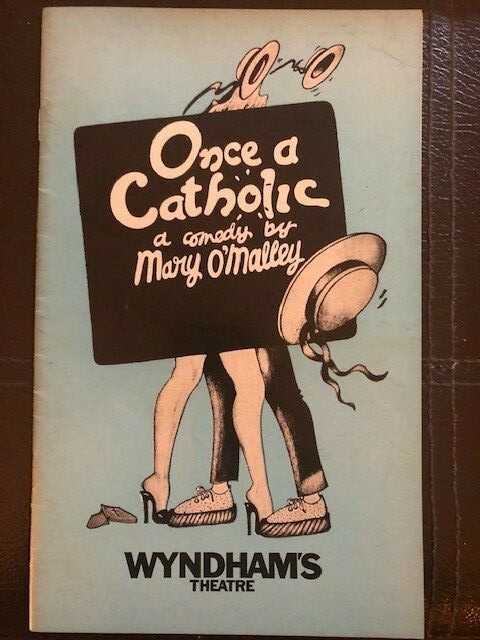 Once a
Catholic
a comedy by
Mary O'Malley
WYNDHAM'S
THEATRE